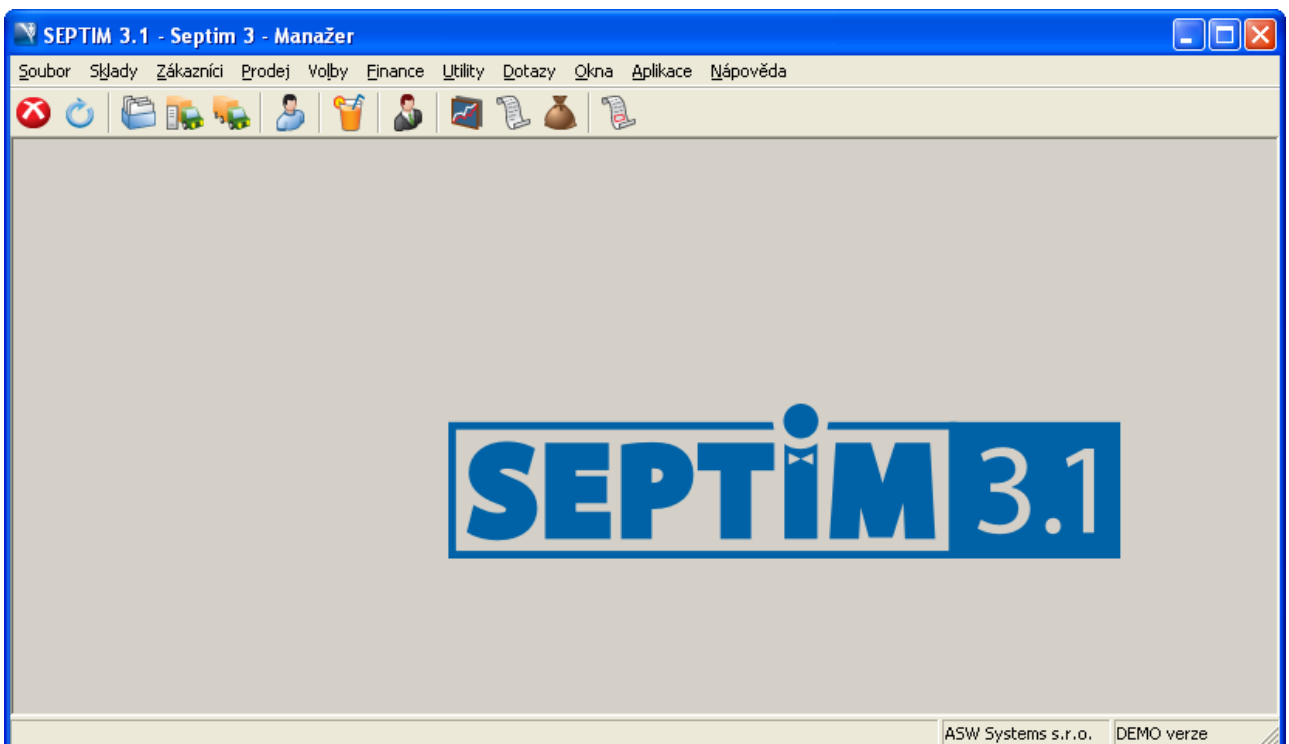 SEPTIM 3.1 - Septim 3 - Manažer
Soubor Sklady Zákazníci Prodej Volby Finance Utility Dotazy Okna Aplikace Nápověda
SEPTIM 3.1
ASW Systems s.r.o. DEMO verze